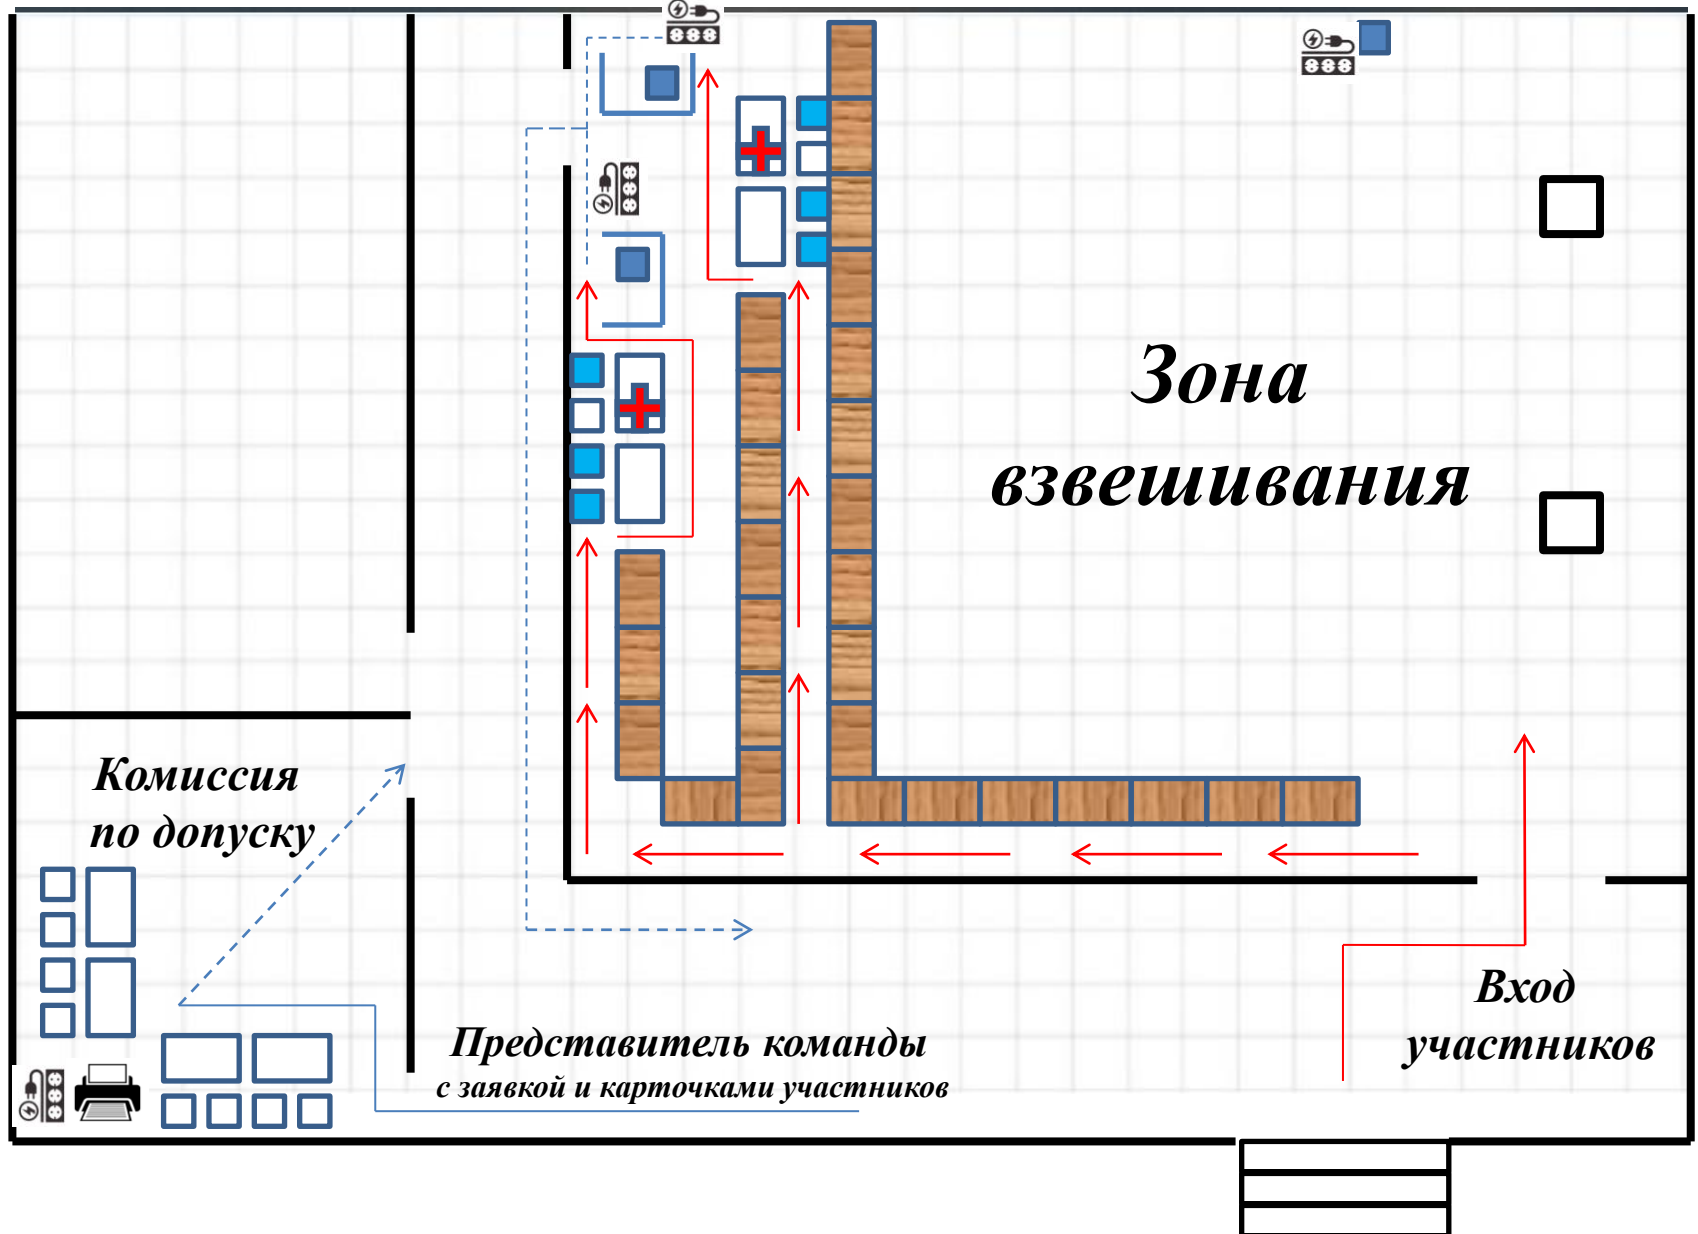 Зона
взвешивания
Комиссия
по допуску
Представитель команды
с заявкой и карточками участников
Вход
участников